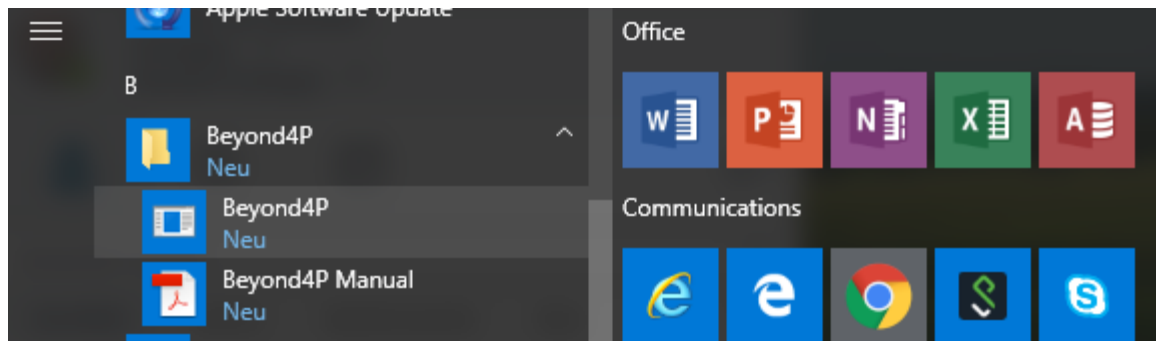 Apple Software Update
B
Beyond4P
Neu
Beyond4P
Neu
Beyond4P Manual
Neu
Office
W
P
N
X
A
Communications